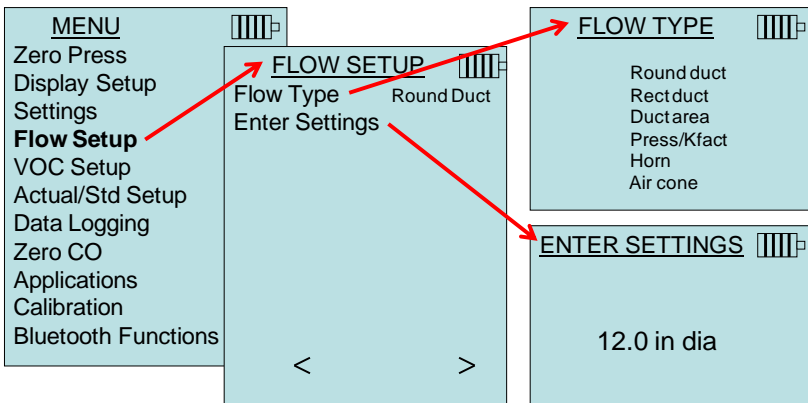 MENU
Zero Press
Display Setup
Settings
Flow Setup
VOC Setup
Actual/Std Setup
Data Logging
Zero CO
Applications
Calibration
Bluetooth Functions
FLOW SETUP
Flow Type Round Duct
Enter Settings
< >
FLOW TYPE
Round duct
Rect duct
Duct area
Press/Kfact
Horn
Air cone
ENTER SETTINGS
12.0 in dia